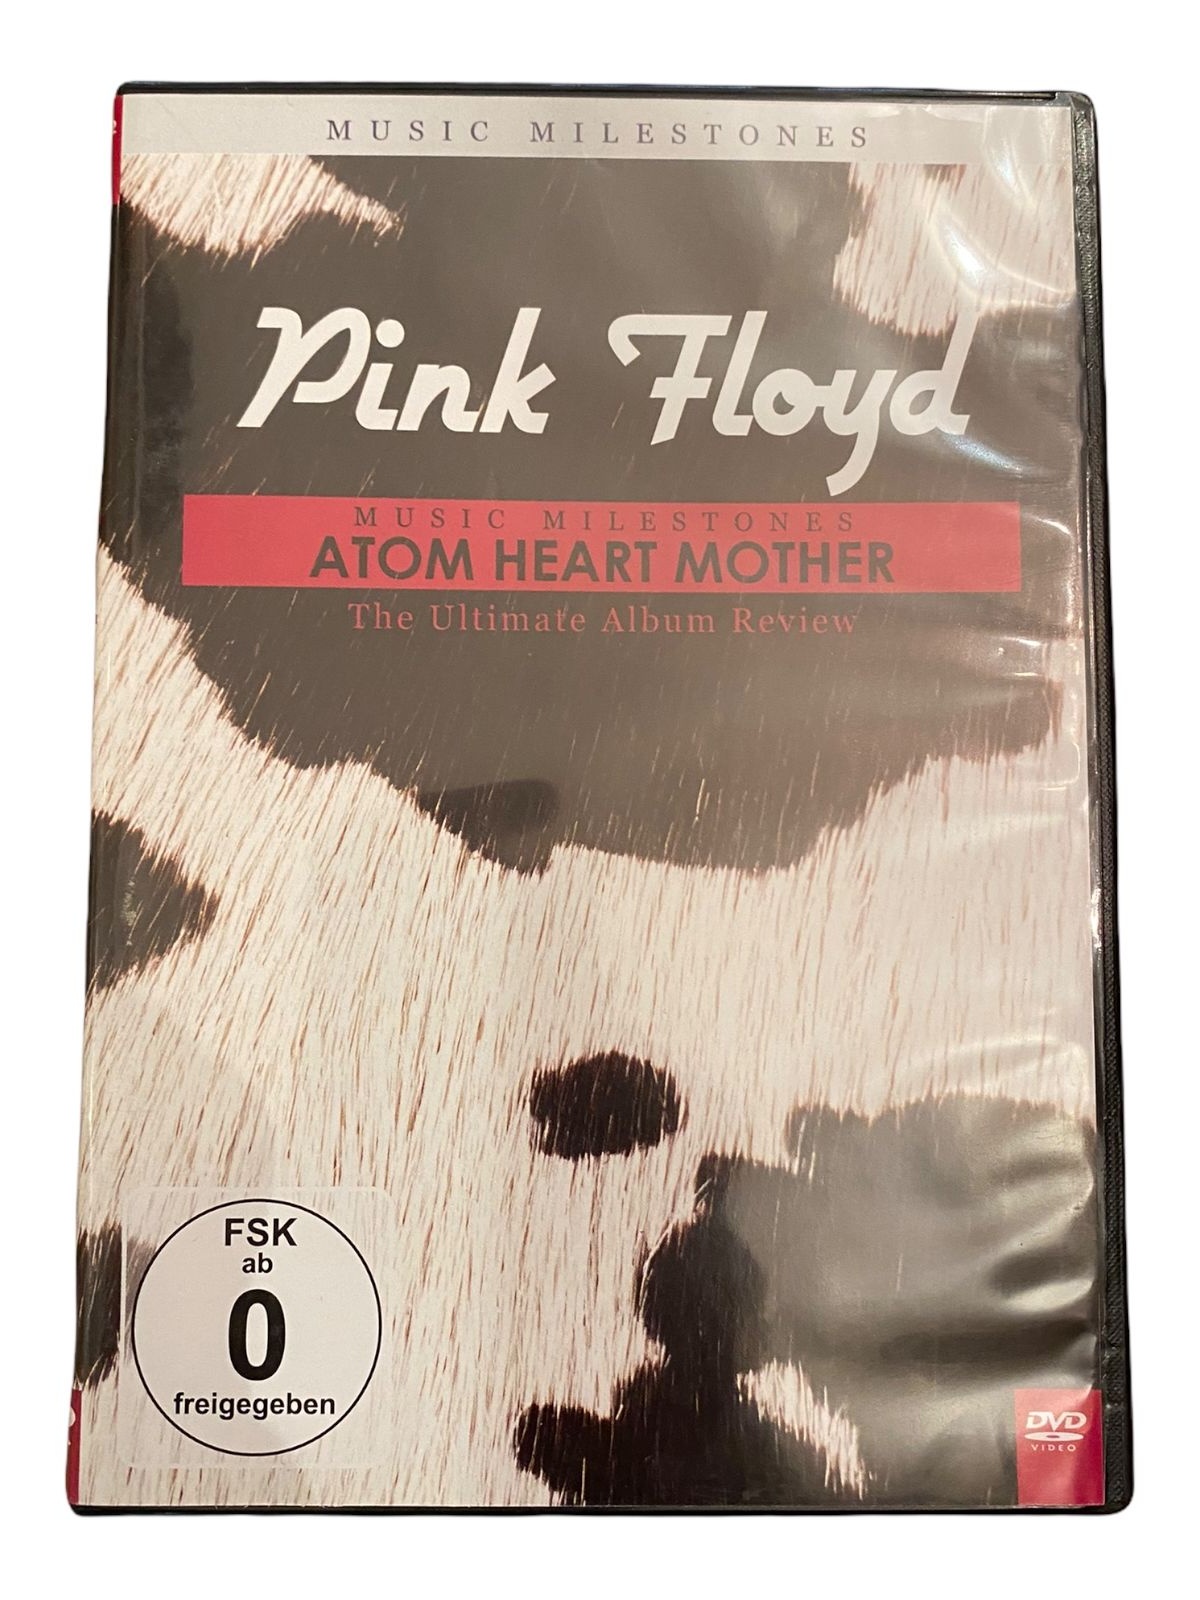 MUSIC MILESTONES
Pink Floyd
MUSIC MILESTONES
ATOM HEART MOTHER
The Ultimate Album Review
FSK
ab
0
freigegeben
DVD
VIDEO